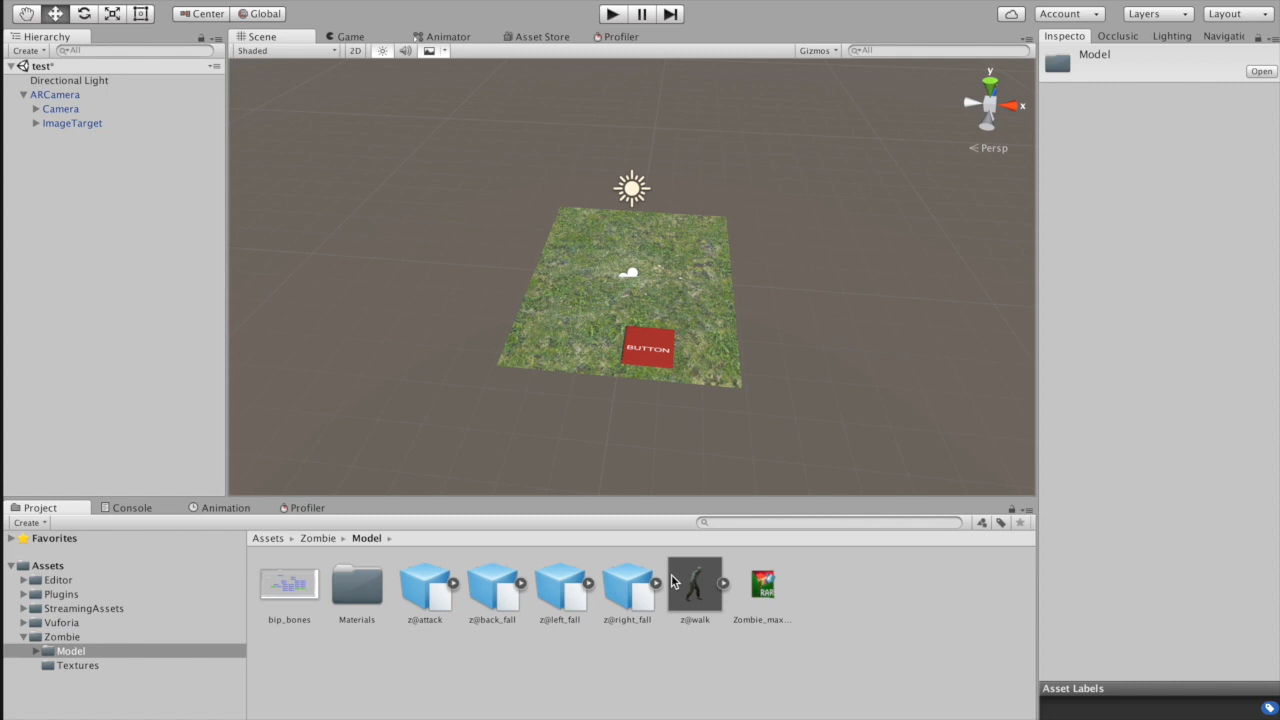 Center Global Account Layers Layout
Hierarchy Scene Game Animator Asset Store Profiler Inspecto Occlusic Lighting Navigatic
Create All Shaded 2D Gizmos All Model
Open
test*
Directional Light
ARCamera
Camera
ImageTarget
y
x
Persp
BUTTON
Project Console Animation Profiler
Create
Favorites Assets Zombie Model
Assets
Editor
Plugins
StreamingAssets
Vuforia
Zombie
Model
Textures
RAR
bip_bones Materials z@attack z@back_fall z@left_fall z@right_fall z@walk Zombie_max...
Asset Labels